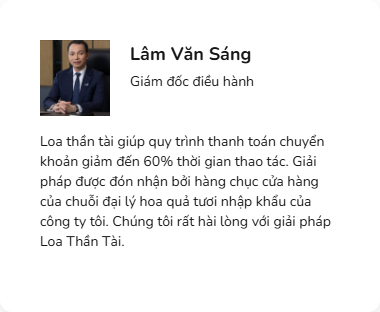 Lâm Văn Sáng
Giám đốc điều hành
Loa thần tài giúp quy trình thanh toán chuyển
khoản giảm đến 60% thời gian thao tác. Giải
pháp được đón nhận bởi hàng chục cửa hàng
của chuỗi đại lý hoa quả tươi nhập khẩu của
công ty tôi. Chúng tôi rất hài lòng với giải pháp
Loa Thần Tài.